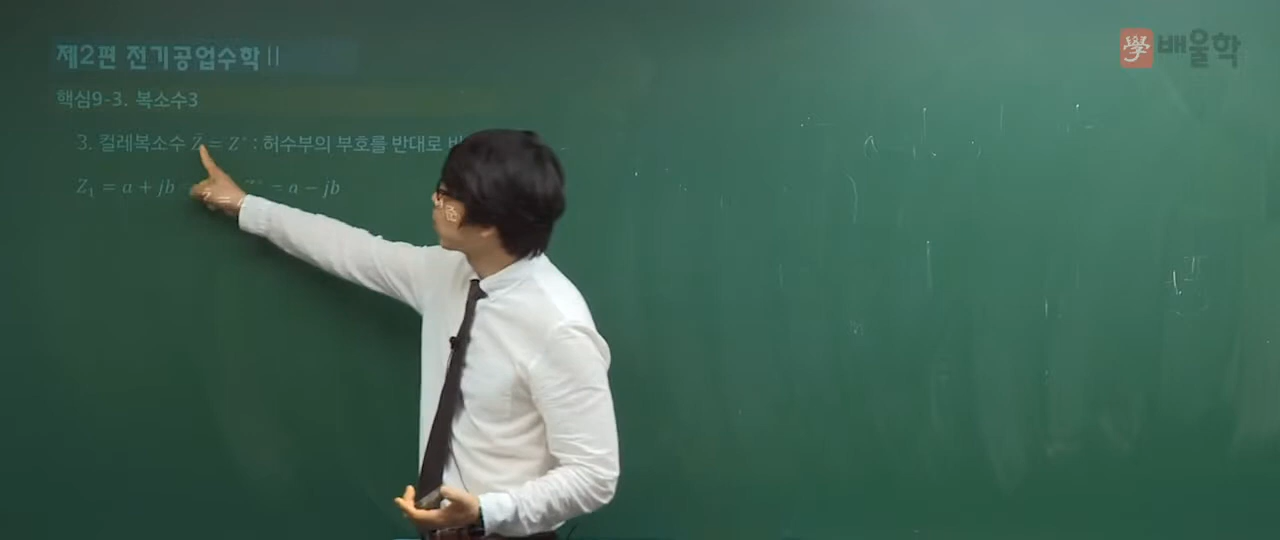 제2편 전기공업수학 II
學 배울학
핵심9-3. 복소수3
3. 컬레복소수 Z̄ = Z* : 허수부의 부호를 반대로
Z₁ = a + jb = a − jb